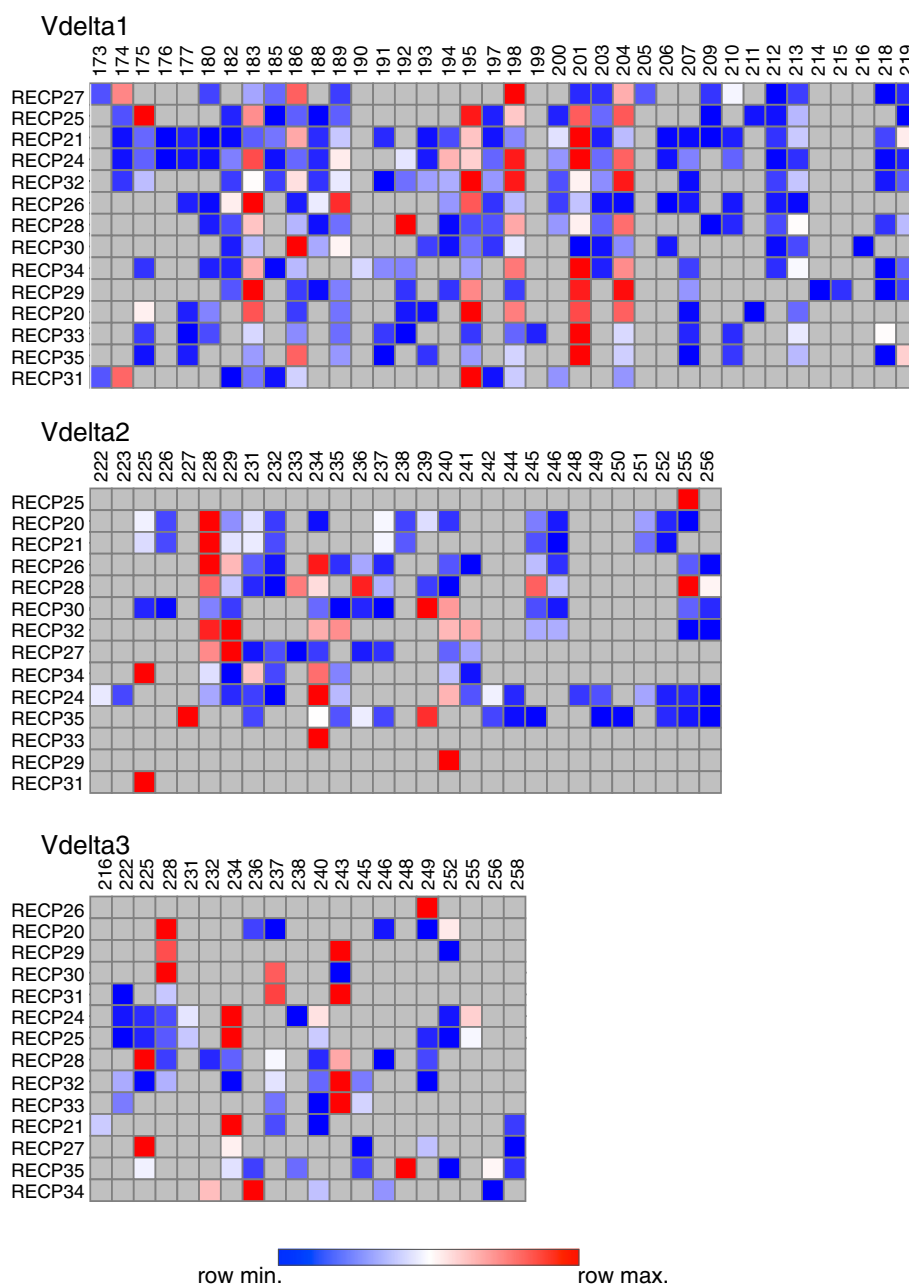 Vdelta1
173 174 175 176 177 180 182 183 185 186 188 189 190 191 192 193 194 195 197 198 199 200 201 203 204 205 206 207 209 210 211 212 213 214 215 216 218 219
RECP27
RECP25
RECP21
RECP24
RECP32
RECP26
RECP28
RECP30
RECP34
RECP29
RECP20
RECP33
RECP35
RECP31
Vdelta2
222 223 225 226 227 228 229 231 232 233 234 235 236 237 238 239 240 241 242 244 245 246 248 249 250 251 252 255 256
RECP25
RECP20
RECP21
RECP26
RECP28
RECP30
RECP32
RECP27
RECP34
RECP24
RECP35
RECP33
RECP29
RECP31
Vdelta3
216 222 225 228 231 232 234 236 237 238 240 243 245 246 248 249 252 255 256 258
RECP26
RECP20
RECP29
RECP30
RECP31
RECP24
RECP25
RECP28
RECP32
RECP33
RECP21
RECP27
RECP35
RECP34
row min. row max.